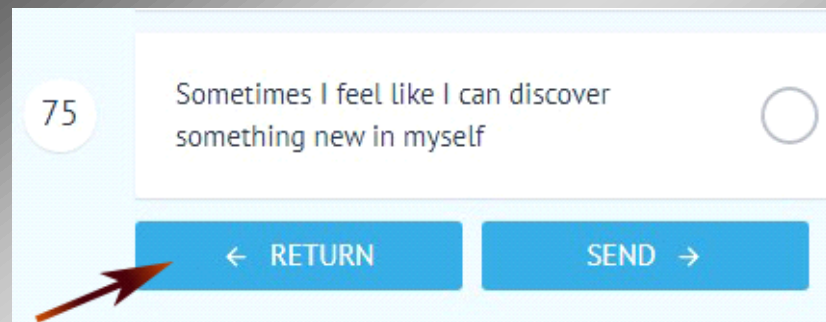 75
Sometimes I feel like I can discover
something new in myself
← RETURN
SEND →